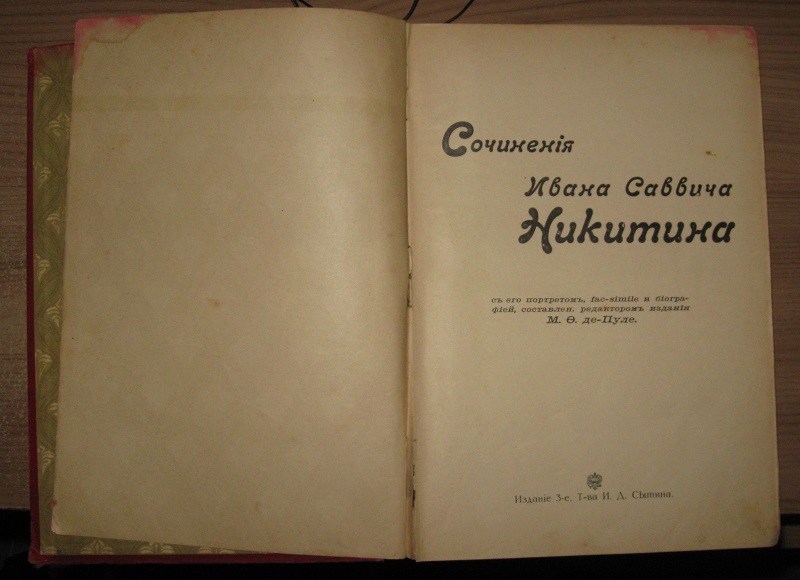 Сочиненія
Ивана Саввича
Никитина
съ его портретомъ, fac-simile и біогра-
фіей, составлен. редакторомъ изданія
М. Ѳ. де-Пуле.
Изданіе 3-е. Т-ва И. Д. Сытина.